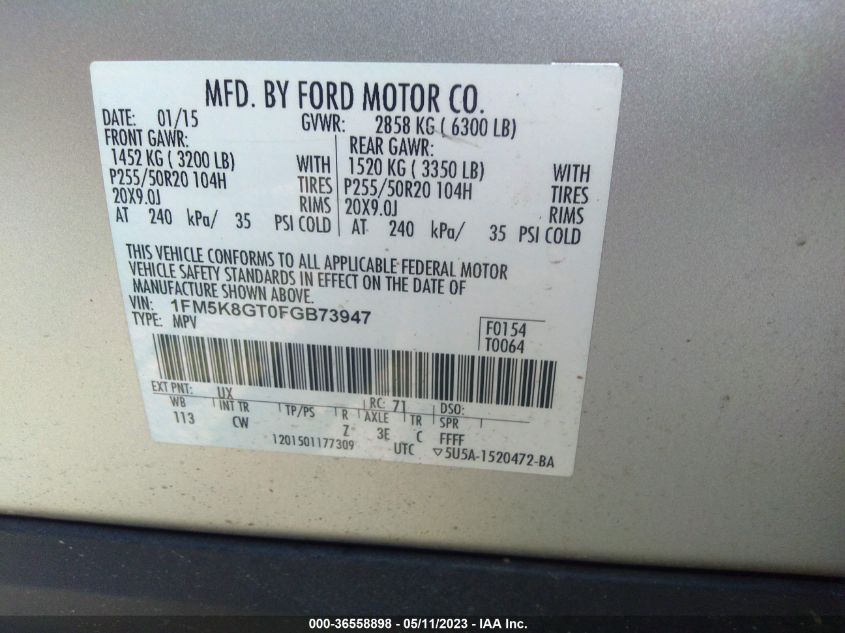 MFD. BY FORD MOTOR CO.
DATE: 01/15 GVWR: 2858 KG ( 6300 LB)
FRONT GAWR: REAR GAWR:
1452 KG ( 3200 LB) WITH 1520 KG ( 3350 LB) WITH
P255/50R20 104H TIRES P255/50R20 104H TIRES
20X9.0J RIMS 20X9.0J RIMS
AT 240 kPa/ 35 PSI COLD AT 240 kPa/ 35 PSI COLD
THIS VEHICLE CONFORMS TO ALL APPLICABLE FEDERAL MOTOR
VEHICLE SAFETY STANDARDS IN EFFECT ON THE DATE OF
MANUFACTURE SHOWN ABOVE.
VIN: 1FM5K8GT0FGB73947
TYPE: MPV F0154
T0064
EXT PNT: UX RC: 71 DSO:
WB INT TR TP/PS R AXLE TR SPR
113 CW Z 3E C FFFF
1201501177309 UTC ▽5U5A-1520472-BA
000-36558898 - 05/11/2023 - IAA Inc.